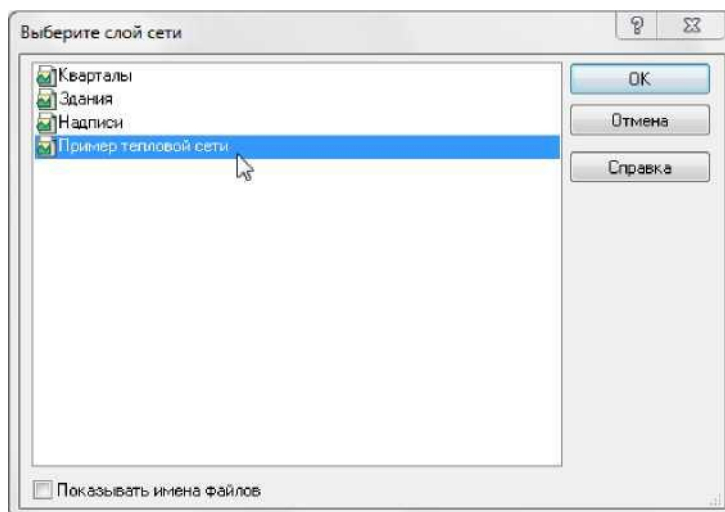 Выберите слой сети
Кварталы
Здания
Надписи
Пример тепловой сети
OK
Отмена
Справка
Показывать имена файлов